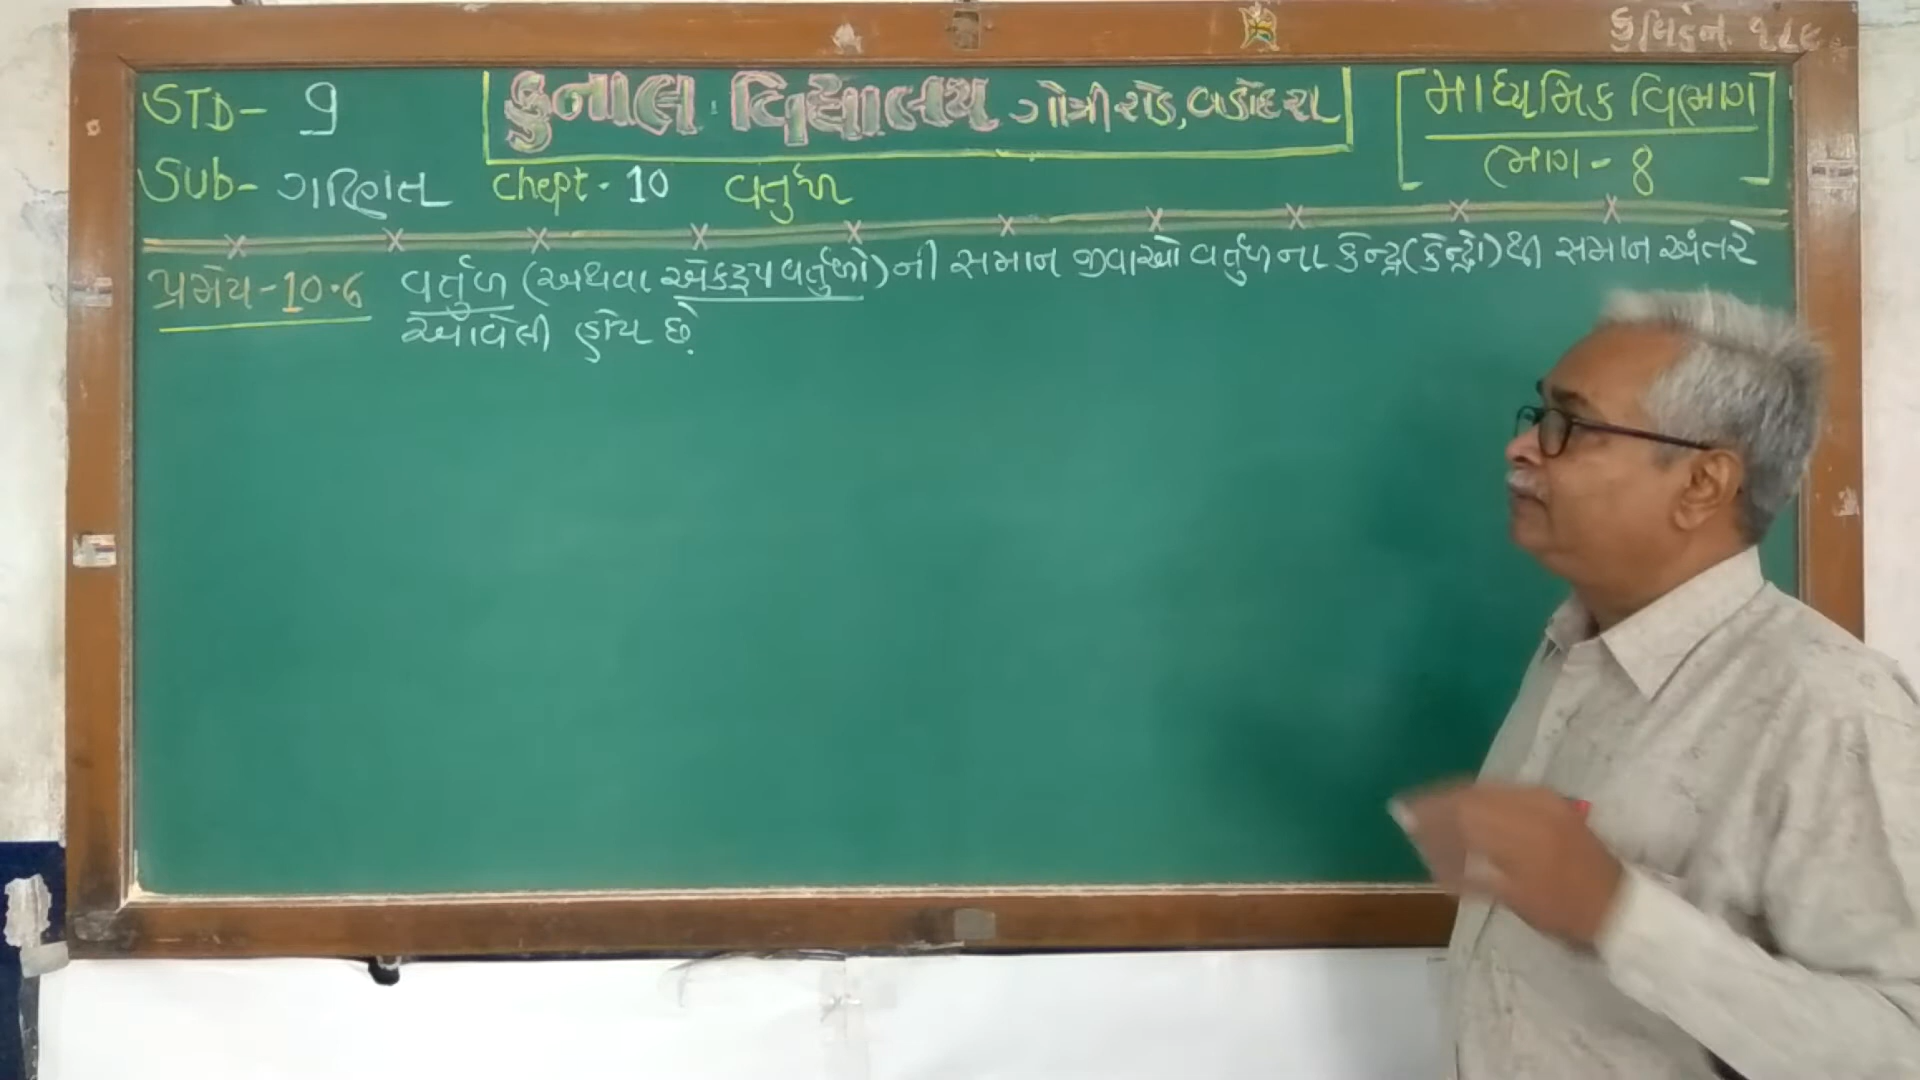 STD- 9
કુનાલ વિદ્યાલય ગોત્રી રોડ, વડોદરા
[માધ્યમિક વિભાગ]
ભાગ - 8
Sub- ગણિત Chept - 10 વર્તુળ
પ્રમેય-10.6 વર્તુળ (અથવા એકરૂપ વર્તુળો)ની સમાન જીવાઓ વર્તુળના કેન્દ્ર(કેન્દ્રો)થી સમાન અંતરે
આવેલી હોય છે.